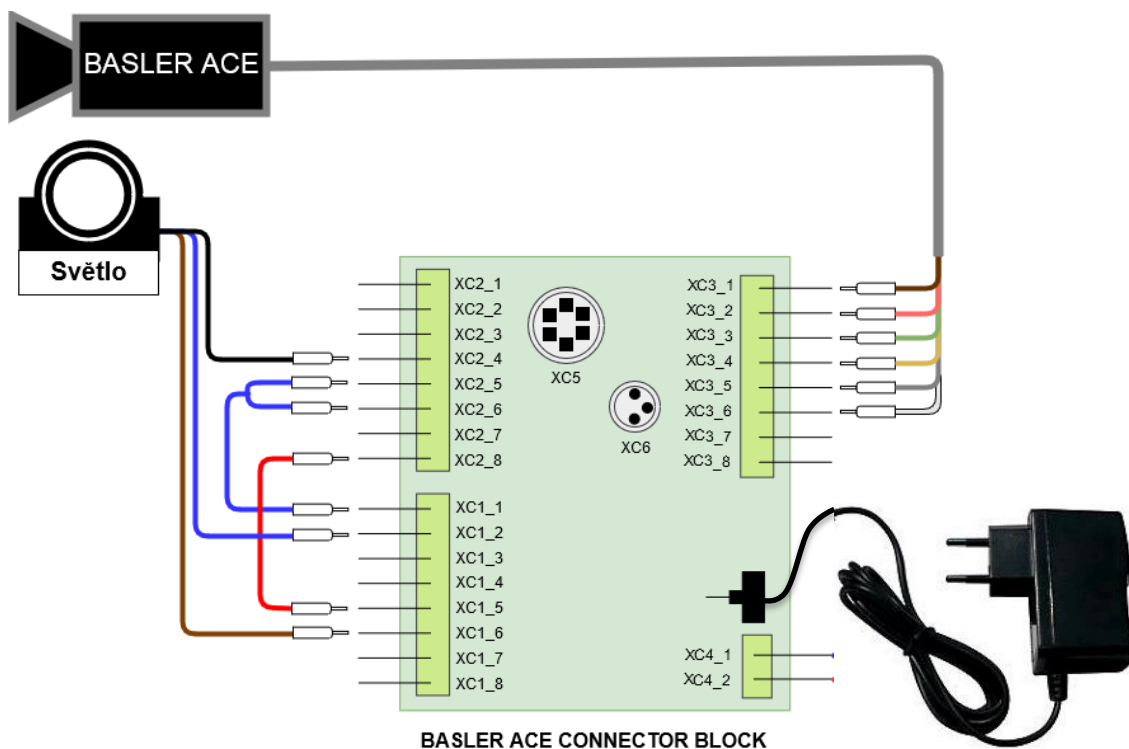 BASLER ACE
Světlo
XC2_1
XC2_2
XC2_3
XC2_4
XC2_5
XC2_6
XC2_7
XC2_8
XC1_1
XC1_2
XC1_3
XC1_4
XC1_5
XC1_6
XC1_7
XC1_8
XC5
XC6
XC3_1
XC3_2
XC3_3
XC3_4
XC3_5
XC3_6
XC3_7
XC3_8
XC4_1
XC4_2
BASLER ACE CONNECTOR BLOCK